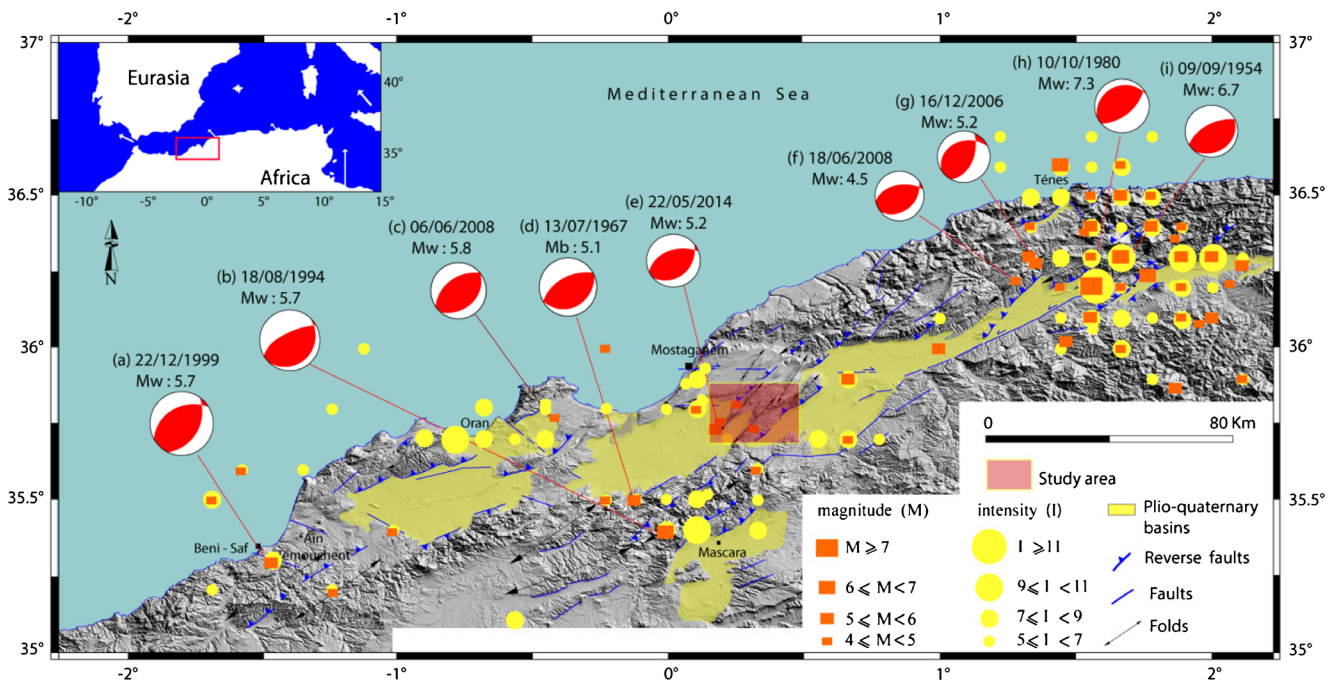 -2°
-1°
0°
1°
2°
37°
37°
Eurasia
Africa
40°
35°
-10°
-5°
0°
5°
10°
15°
N
Mediterranean Sea
(h) 10/10/1980
Mw: 7.3
(i) 09/09/1954
Mw: 6.7
(g) 16/12/2006
Mw: 5.2
(f) 18/06/2008
Mw: 4.5
Ténes
36.5°
36.5°
(e) 22/05/2014
Mw: 5.2
(c) 06/06/2008
Mw : 5.8
(d) 13/07/1967
Mb : 5.1
(b) 18/08/1994
Mw : 5.7
(a) 22/12/1999
Mw : 5.7
36°
36°
Mostaganem
Oran
35.5°
35.5°
Beni - Saf
Aïn
Témouchent
Mascara
0
80 Km
Study area
magnitude (M)
M ⩾ 7
6 ⩽ M < 7
5 ⩽ M < 6
4 ⩽ M < 5
intensity (I)
I ⩾ 11
9 ⩽ I < 11
7 ⩽ I < 9
5 ⩽ I < 7
Plio-quaternary
basins
Reverse faults
Faults
Folds
35°
35°
-2°
-1°
0°
1°
2°